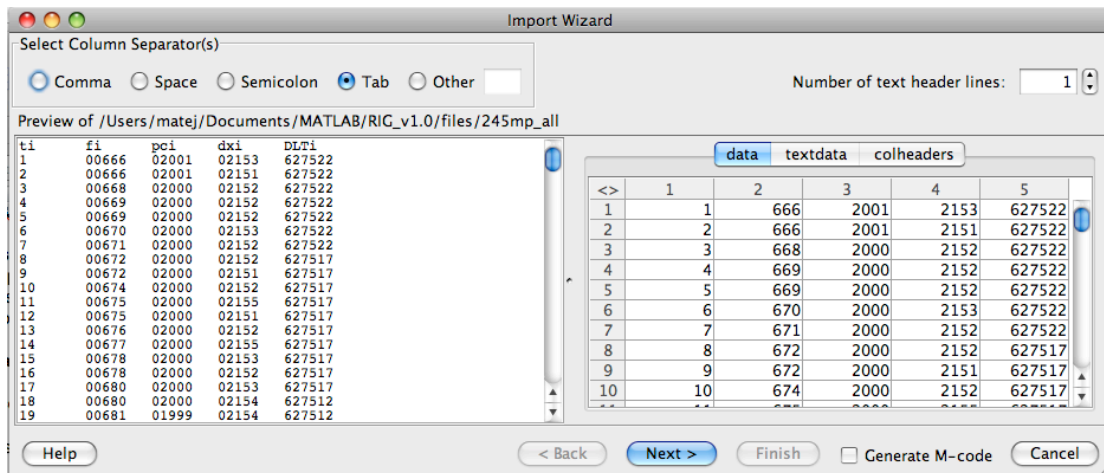 Import Wizard
Select Column Separator(s)
Comma Space Semicolon Tab Other
Number of text header lines: 1
Preview of /Users/matej/Documents/MATLAB/RIG_v1.0/files/245mp_all
ti fi pci dxi DLTi
1 00666 02001 02153 627522
2 00666 02001 02151 627522
3 00668 02000 02152 627522
4 00669 02000 02152 627522
5 00669 02000 02152 627522
6 00670 02000 02153 627522
7 00671 02000 02152 627522
8 00672 02000 02152 627517
9 00672 02000 02151 627517
10 00674 02000 02152 627517
11 00675 02000 02155 627517
12 00675 02000 02151 627517
13 00676 02000 02152 627517
14 00677 02000 02155 627517
15 00678 02000 02153 627517
16 00678 02000 02152 627517
17 00680 02000 02153 627517
18 00680 02000 02154 627512
19 00681 01999 02154 627512
data textdata colheaders
<> 1 2 3 4 5
1 1 666 2001 2153 627522
2 2 666 2001 2151 627522
3 3 668 2000 2152 627522
4 4 669 2000 2152 627522
5 5 669 2000 2152 627522
6 6 670 2000 2153 627522
7 7 671 2000 2152 627522
8 8 672 2000 2152 627517
9 9 672 2000 2151 627517
10 10 674 2000 2152 627517
Help < Back Next > Finish Generate M-code Cancel